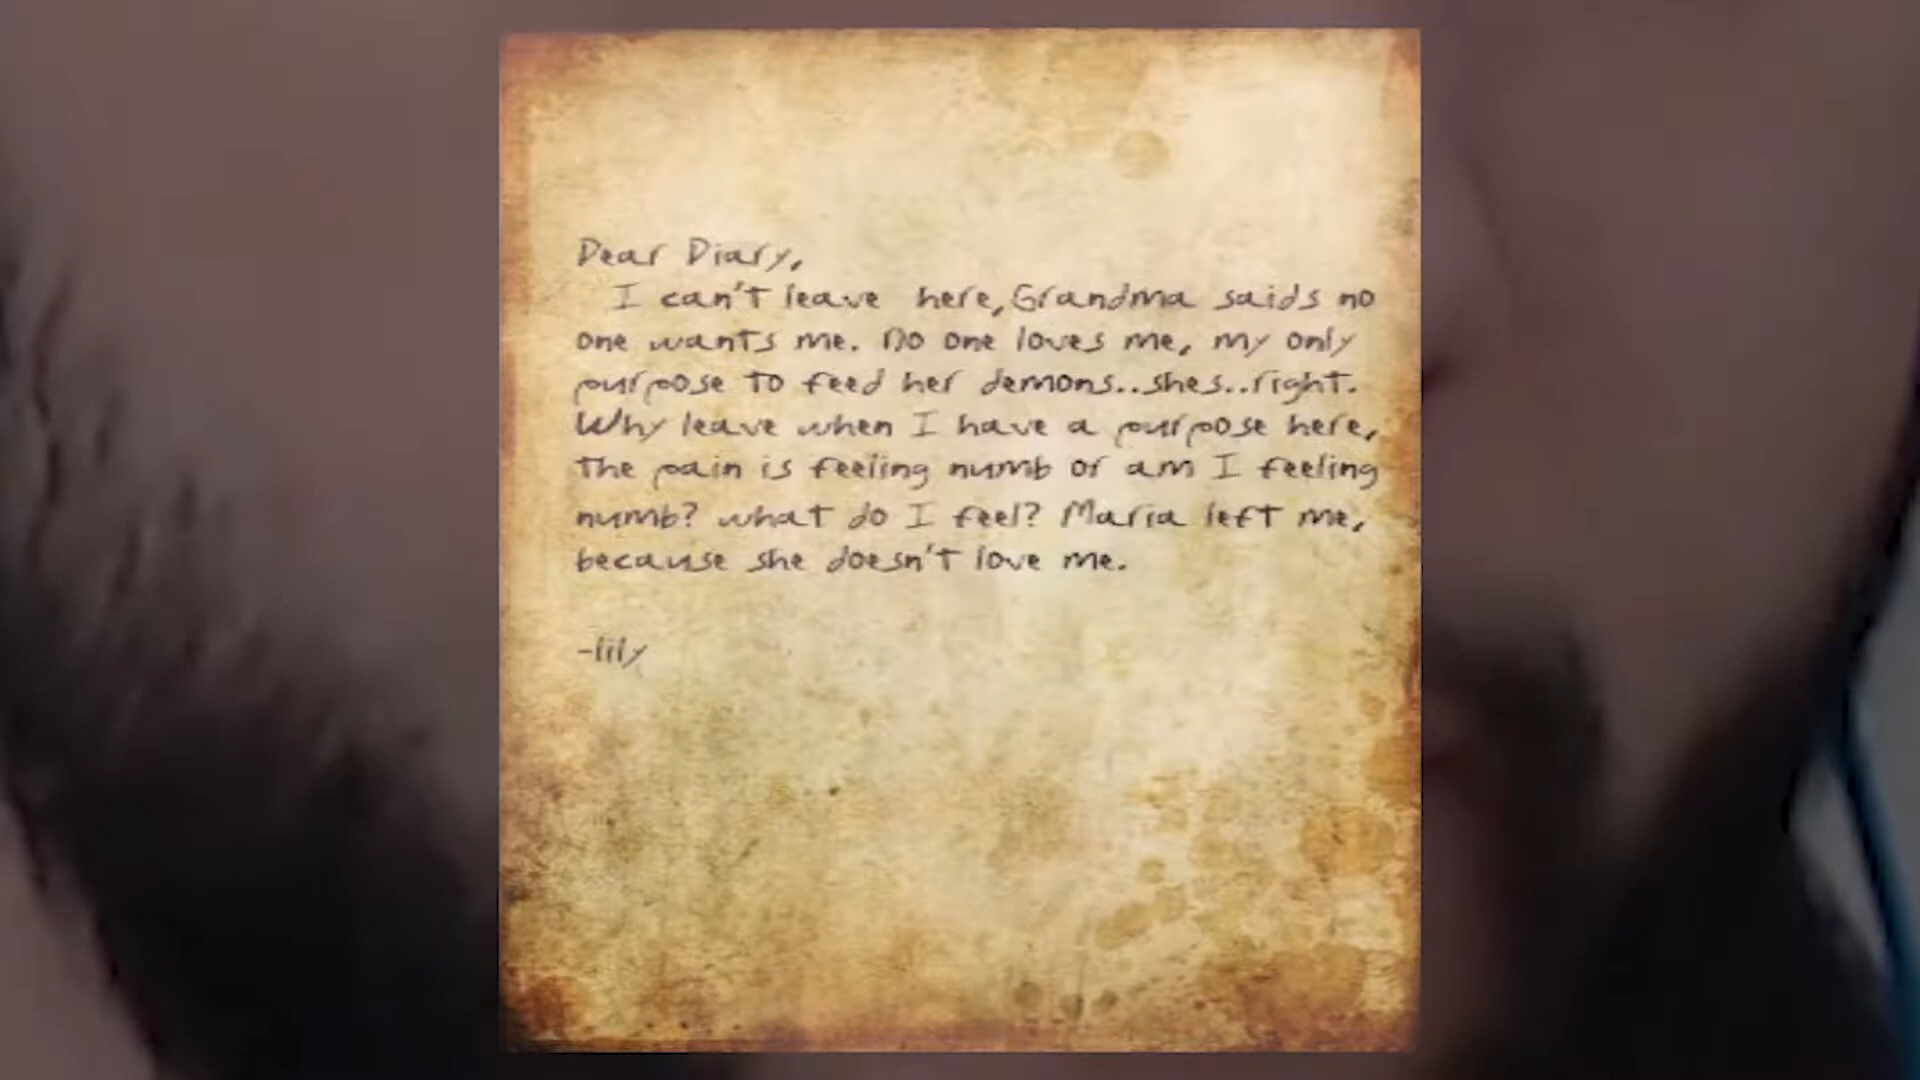 Dear Diary,
I can't leave here, Grandma saids no
one wants me. No one loves me, my only
purpose to feed her demons..shes..right.
Why leave when I have a purpose here,
the pain is feeling numb or am I feeling
numb? what do I feel? Maria left me,
because she doesn't love me.
-lily